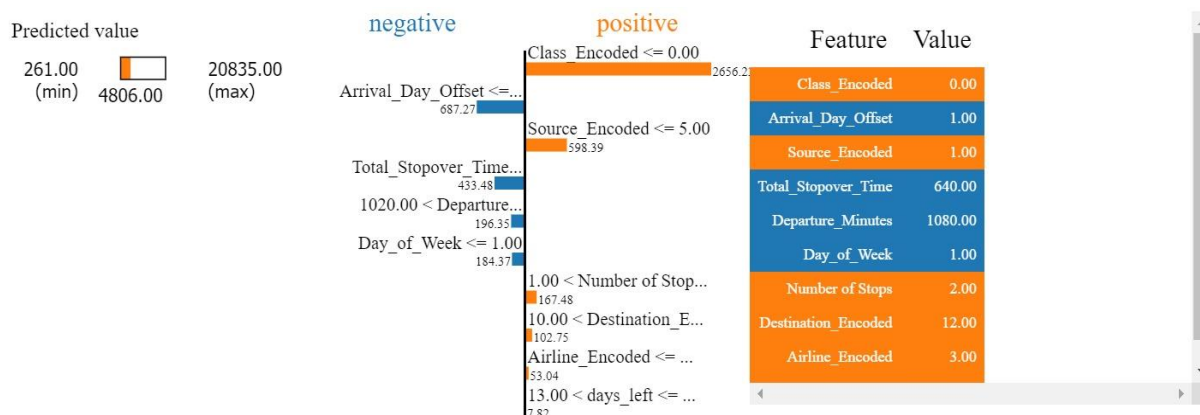 Predicted value
261.00
(min)
4806.00
20835.00
(max)
negative
positive
Class_Encoded <= 0.00
2656.2
Arrival_Day_Offset <=...
687.27
Source_Encoded <= 5.00
598.39
Total_Stopover_Time...
433.48
1020.00 < Departure...
196.35
Day_of_Week <= 1.00
184.37
1.00 < Number of Stop...
167.48
10.00 < Destination_E...
102.75
Airline_Encoded <= ...
53.04
13.00 < days_left <= ...
7.82
Feature Value
Class_Encoded 0.00
Arrival_Day_Offset 1.00
Source_Encoded 1.00
Total_Stopover_Time 640.00
Departure_Minutes 1080.00
Day_of_Week 1.00
Number of Stops 2.00
Destination_Encoded 12.00
Airline_Encoded 3.00